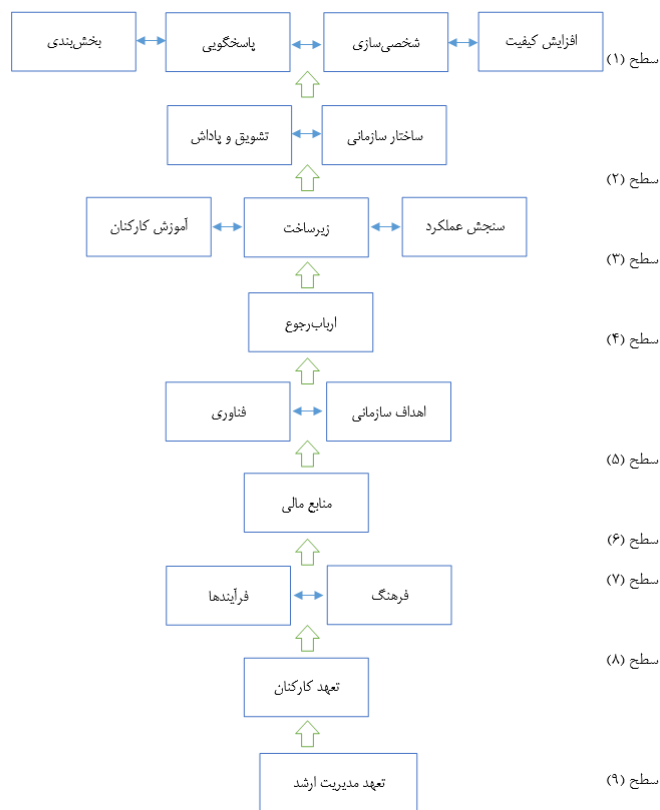 افزایش کیفیت
شخصی‌سازی
پاسخگویی
بخش‌بندی
سطح (۱)
ساختار سازمانی
تشویق و پاداش
سطح (۲)
سنجش عملکرد
زیرساخت
آموزش کارکنان
سطح (۳)
ارباب‌رجوع
سطح (۴)
اهداف سازمانی
فناوری
سطح (۵)
منابع مالی
سطح (۶)
سطح (۷)
فرهنگ
فرآیندها
سطح (۸)
تعهد کارکنان
سطح (۹)
تعهد مدیریت ارشد